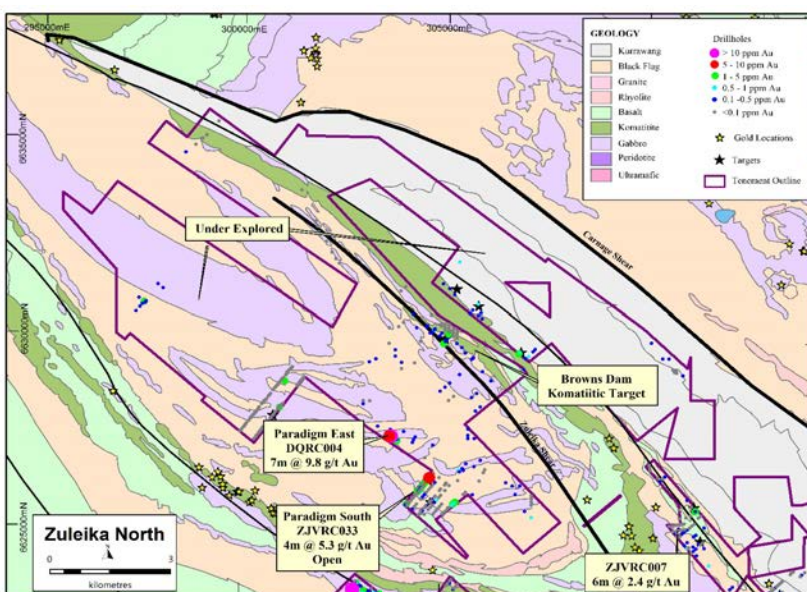 295000mE
300000mE
305000mE
6635000mN
6630000mN
6625000mN
GEOLOGY
Kurrawang
Black Flag
Granite
Rhyolite
Basalt
Komatiite
Gabbro
Peridotite
Ultramafic
Drillholes
> 10 ppm Au
5 - 10 ppm Au
1 - 5 ppm Au
0.5 - 1 ppm Au
0.1 -0.5 ppm Au
<0.1 ppm Au
Gold Locations
Targets
Tenement Outline
Under Explored
Carnage Shear
Browns Dam
Komatiitic Target
Zuleika Shear
Paradigm East
DQRC004
7m @ 9.8 g/t Au
Paradigm South
ZJVRC033
4m @ 5.3 g/t Au
Open
ZJVRC007
6m @ 2.4 g/t Au
Zuleika North
0 3
kilometres